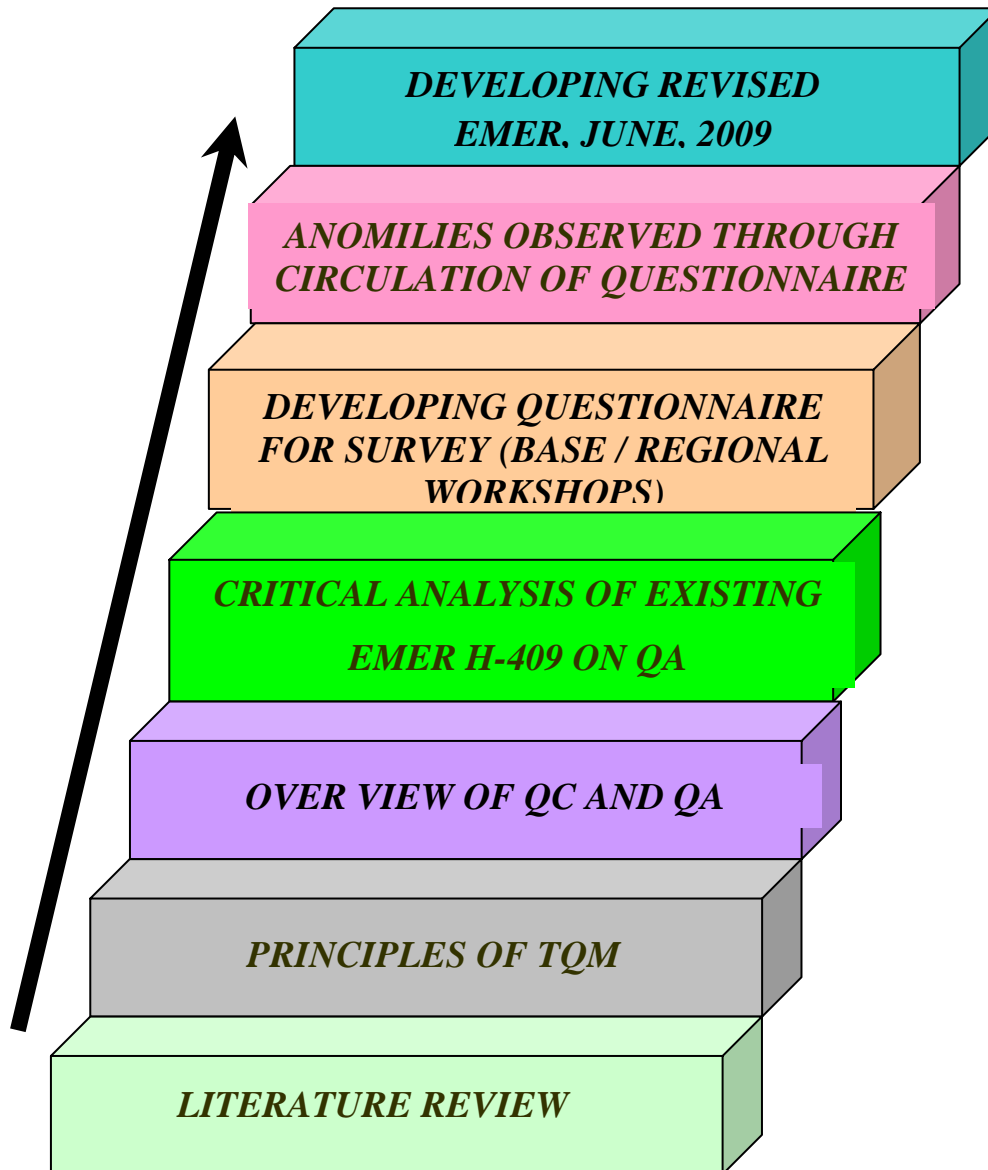 DEVELOPING REVISED
EMER, JUNE, 2009
ANOMILIES OBSERVED THROUGH
CIRCULATION OF QUESTIONNAIRE
DEVELOPING QUESTIONNAIRE
FOR SURVEY (BASE / REGIONAL
WORKSHOPS)
CRITICAL ANALYSIS OF EXISTING
EMER H-409 ON QA
OVER VIEW OF QC AND QA
PRINCIPLES OF TQM
LITERATURE REVIEW